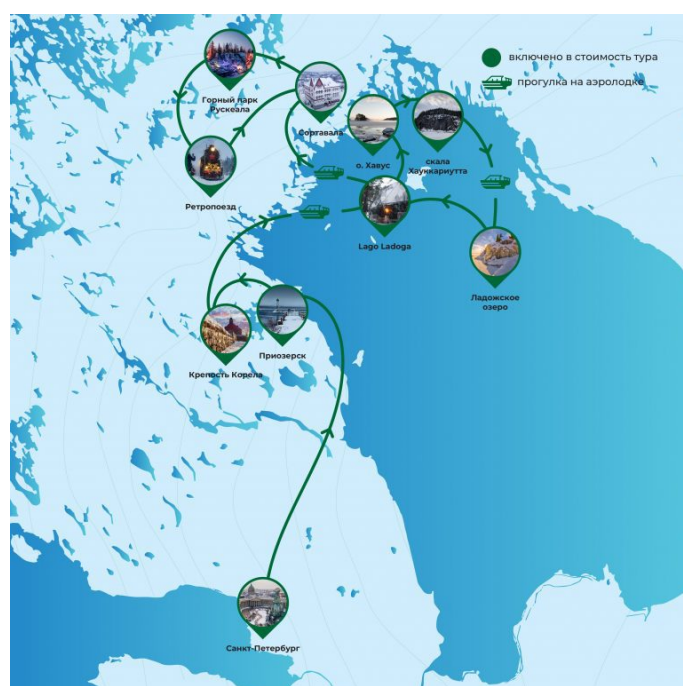 включено в стоимость тура
прогулка на аэролодке
Горный парк
Рускеала
Сортавала
о. Хавус
скала
Хауккариутта
Ретропоезд
Lago Ladoga
Ладожское
озеро
Приозерск
Крепость Корела
Санкт-Петербург